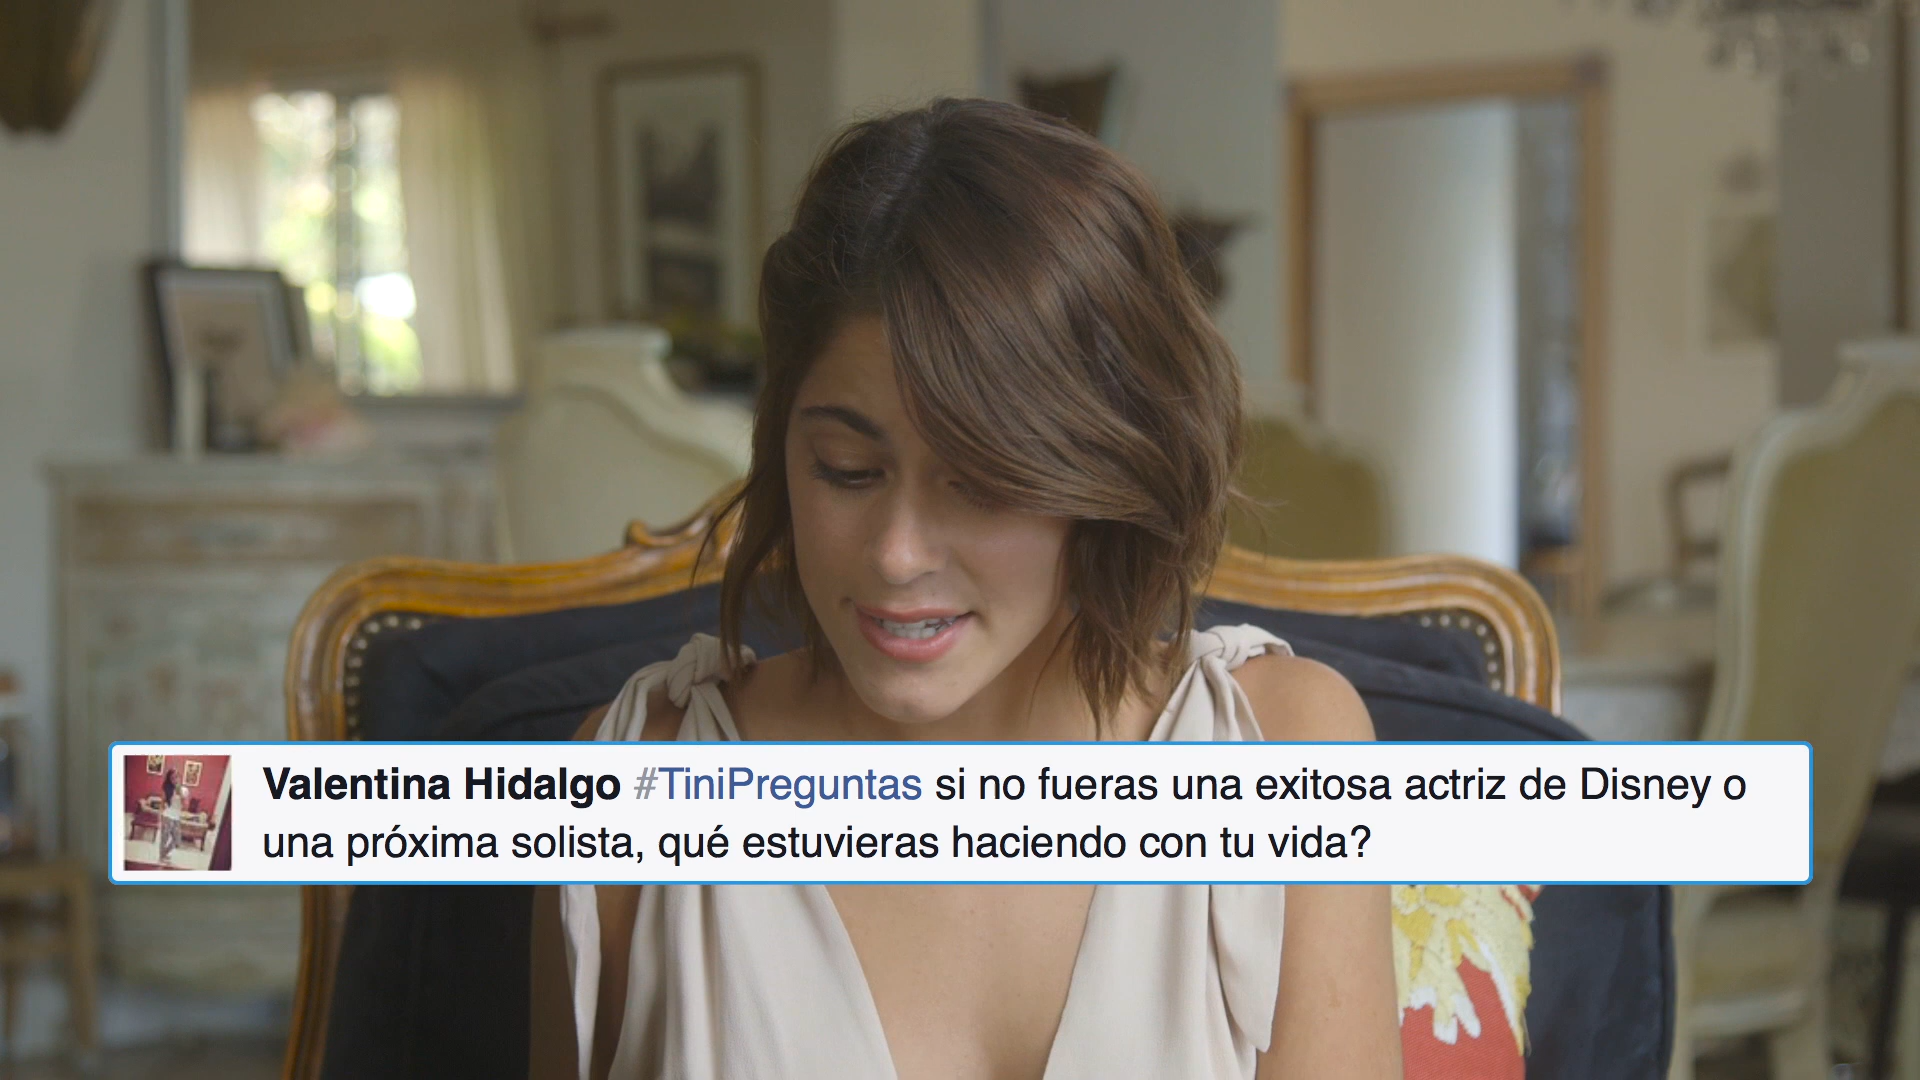 Valentina Hidalgo #TiniPreguntas si no fueras una exitosa actriz de Disney o
una próxima solista, qué estuvieras haciendo con tu vida?